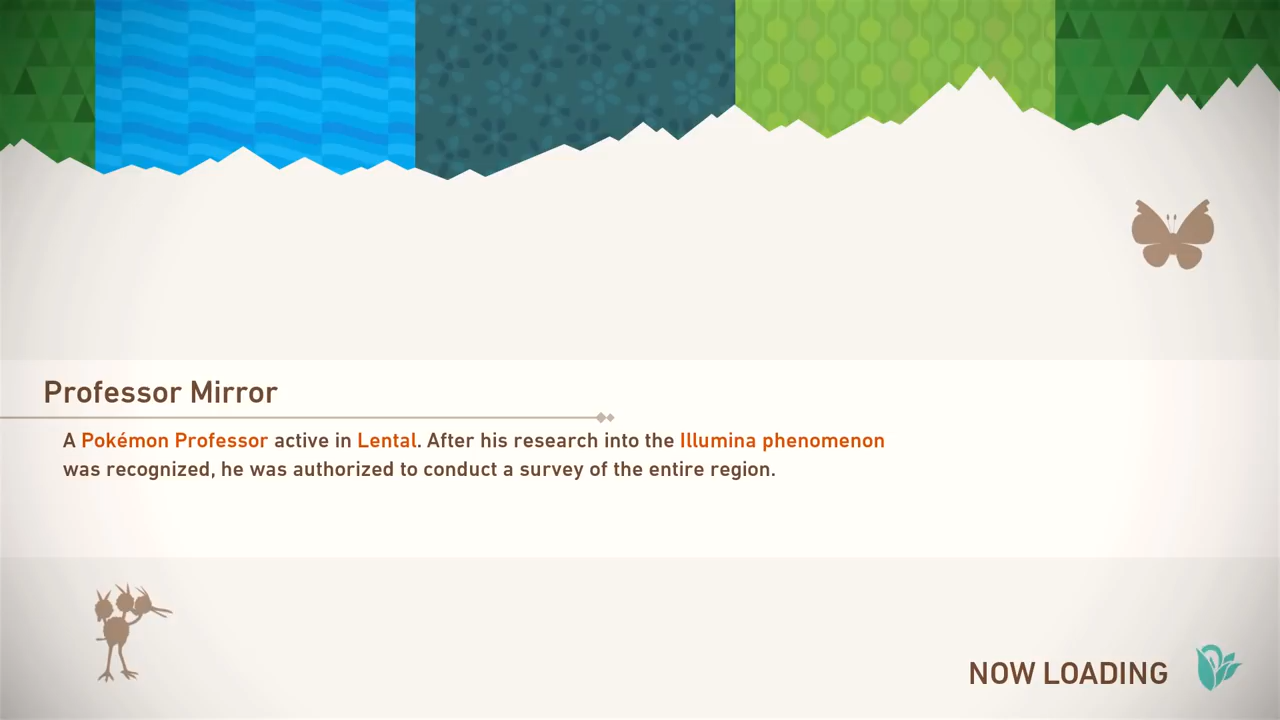 Professor Mirror
A Pokémon Professor active in Lental. After his research into the Illumina phenomenon
was recognized, he was authorized to conduct a survey of the entire region.
NOW LOADING